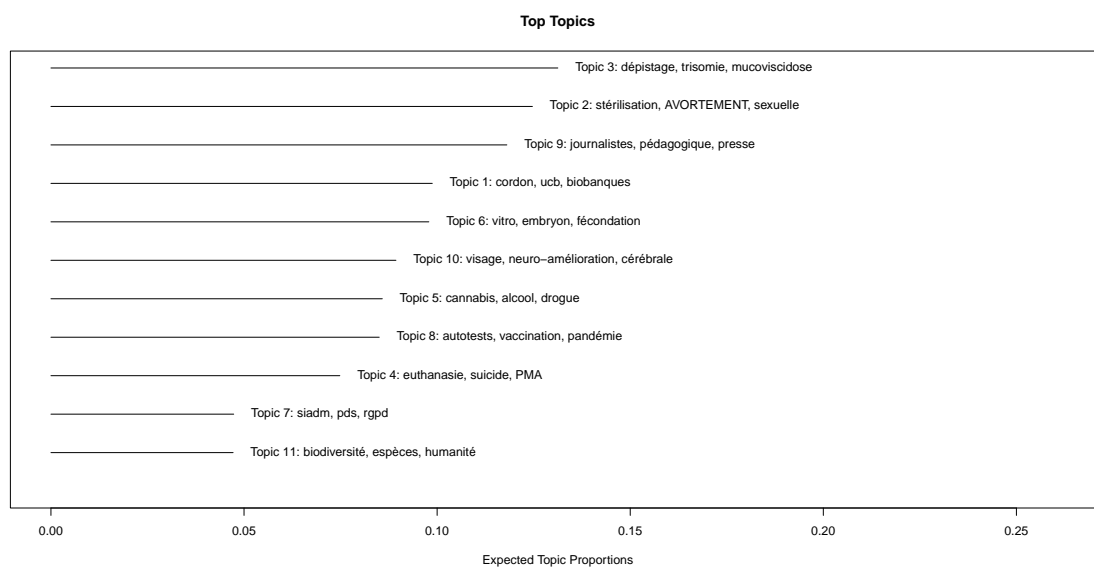 Top Topics
Topic 3: dépistage, trisomie, mucoviscidose
Topic 2: stérilisation, AVORTEMENT, sexuelle
Topic 9: journalistes, pédagogique, presse
Topic 1: cordon, ucb, biobanques
Topic 6: vitro, embryon, fécondation
Topic 10: visage, neuro−amélioration, cérébrale
Topic 5: cannabis, alcool, drogue
Topic 8: autotests, vaccination, pandémie
Topic 4: euthanasie, suicide, PMA
Topic 7: siadm, pds, rgpd
Topic 11: biodiversité, espèces, humanité
0.00 0.05 0.10 0.15 0.20 0.25
Expected Topic Proportions